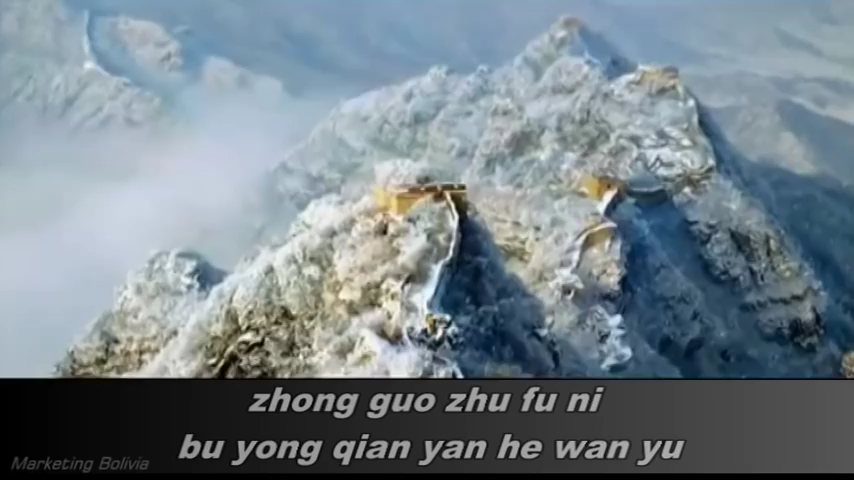 zhong guo zhu fu ni
bu yong qian yan he wan yu
Marketing Bolivia